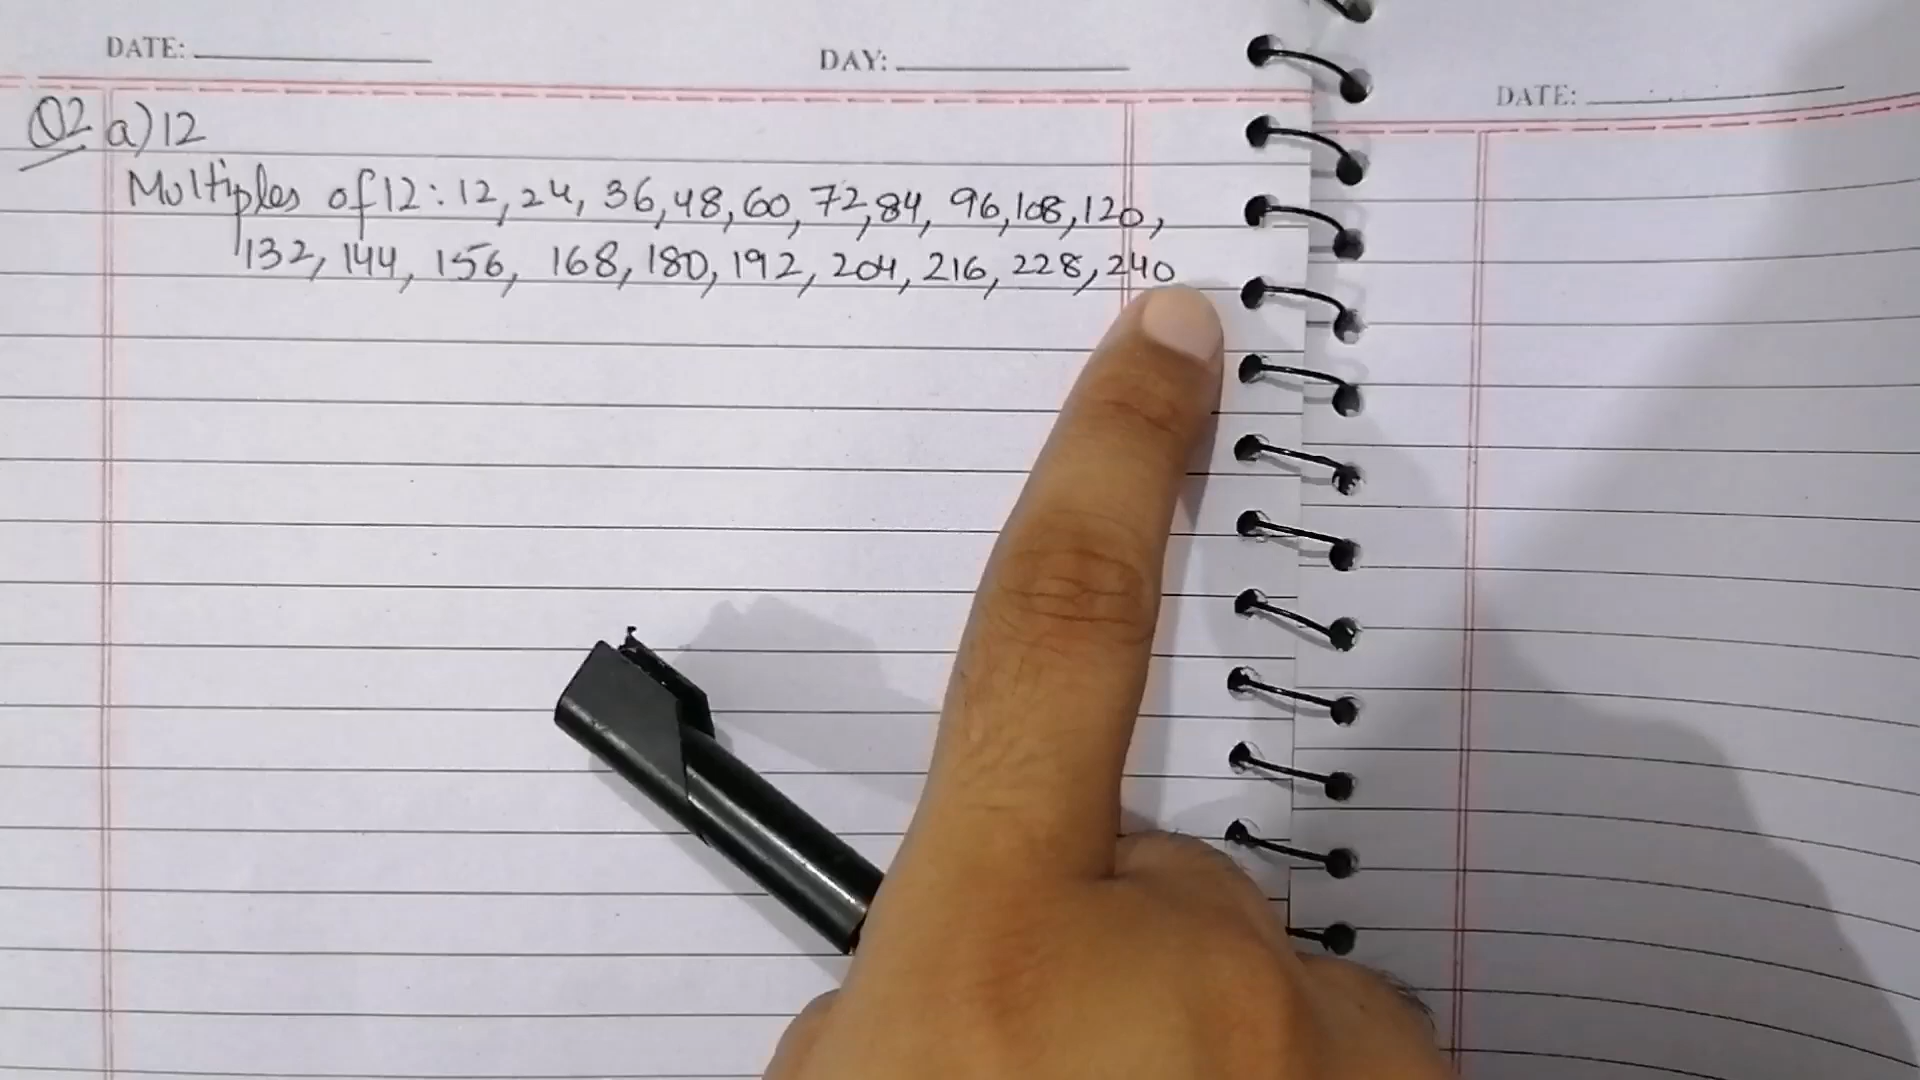 DATE: DAY:
DATE:
Q2 a) 12
Multiples of 12: 12, 24, 36, 48, 60, 72, 84, 96, 108, 120,
132, 144, 156, 168, 180, 192, 204, 216, 228, 240